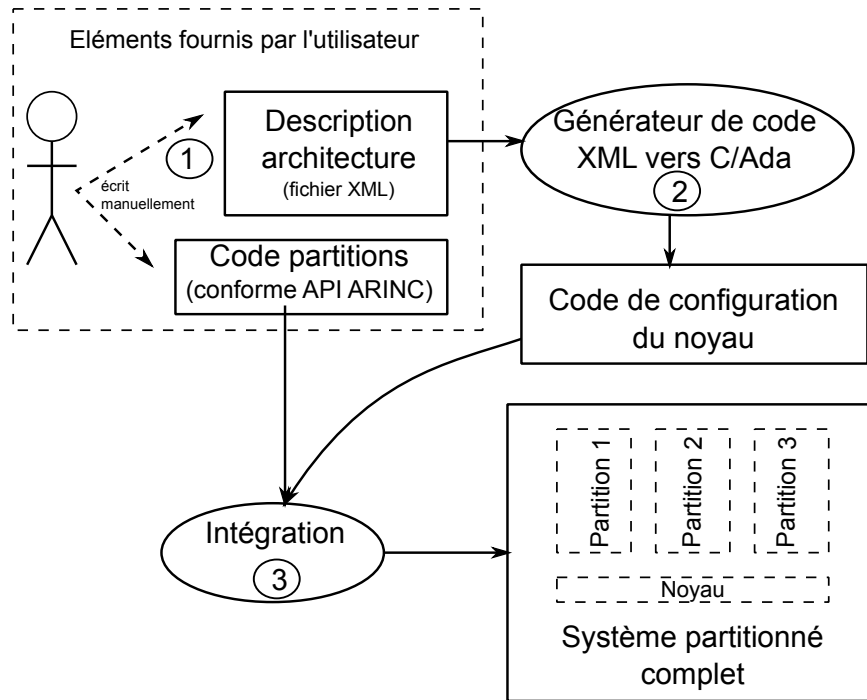 Eléments fournis par l'utilisateur
Description
architecture
(fichier XML)
1
écrit
manuellement
Code partitions
(conforme API ARINC)
Générateur de code
XML vers C/Ada
2
Code de configuration
du noyau
Intégration
3
Partition 1
Partition 2
Partition 3
Noyau
Système partitionné
complet